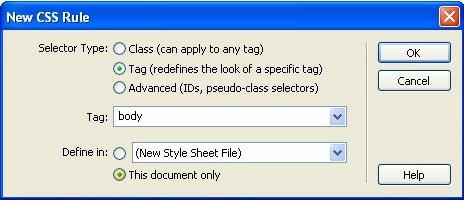 New CSS Rule
Selector Type: Class (can apply to any tag)
Tag (redefines the look of a specific tag)
Advanced (IDs, pseudo-class selectors)
Tag: body
Define in: (New Style Sheet File)
This document only
OK
Cancel
Help